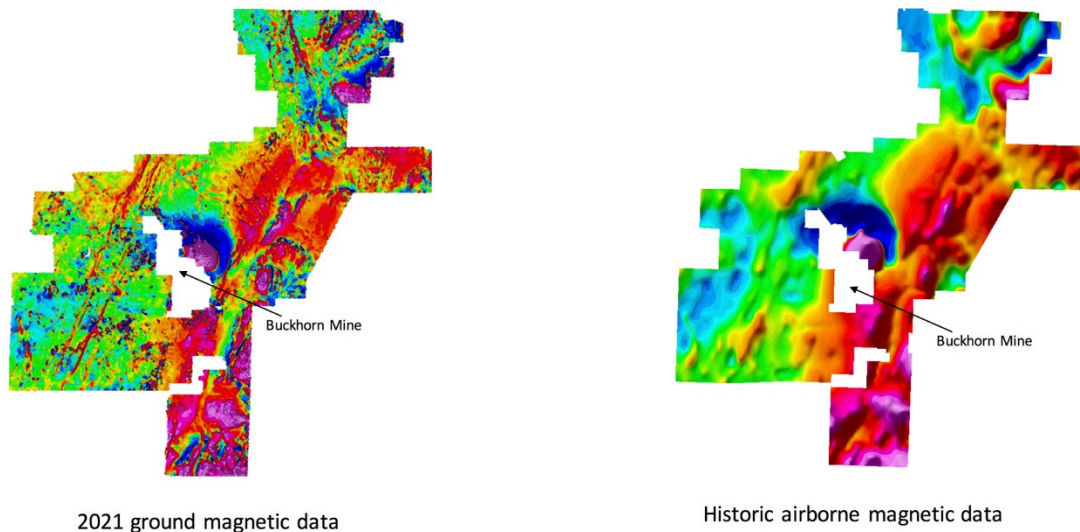 Buckhorn Mine
Buckhorn Mine
2021 ground magnetic data
Historic airborne magnetic data